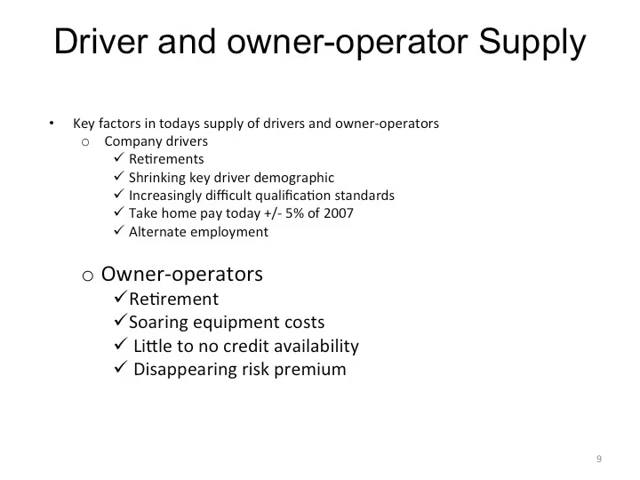 Driver and owner-operator Supply
• Key factors in todays supply of drivers and owner-operators
o Company drivers
✓ Retirements
✓ Shrinking key driver demographic
✓ Increasingly difficult qualification standards
✓ Take home pay today +/- 5% of 2007
✓ Alternate employment
o Owner-operators
✓Retirement
✓Soaring equipment costs
✓ Little to no credit availability
✓ Disappearing risk premium
9